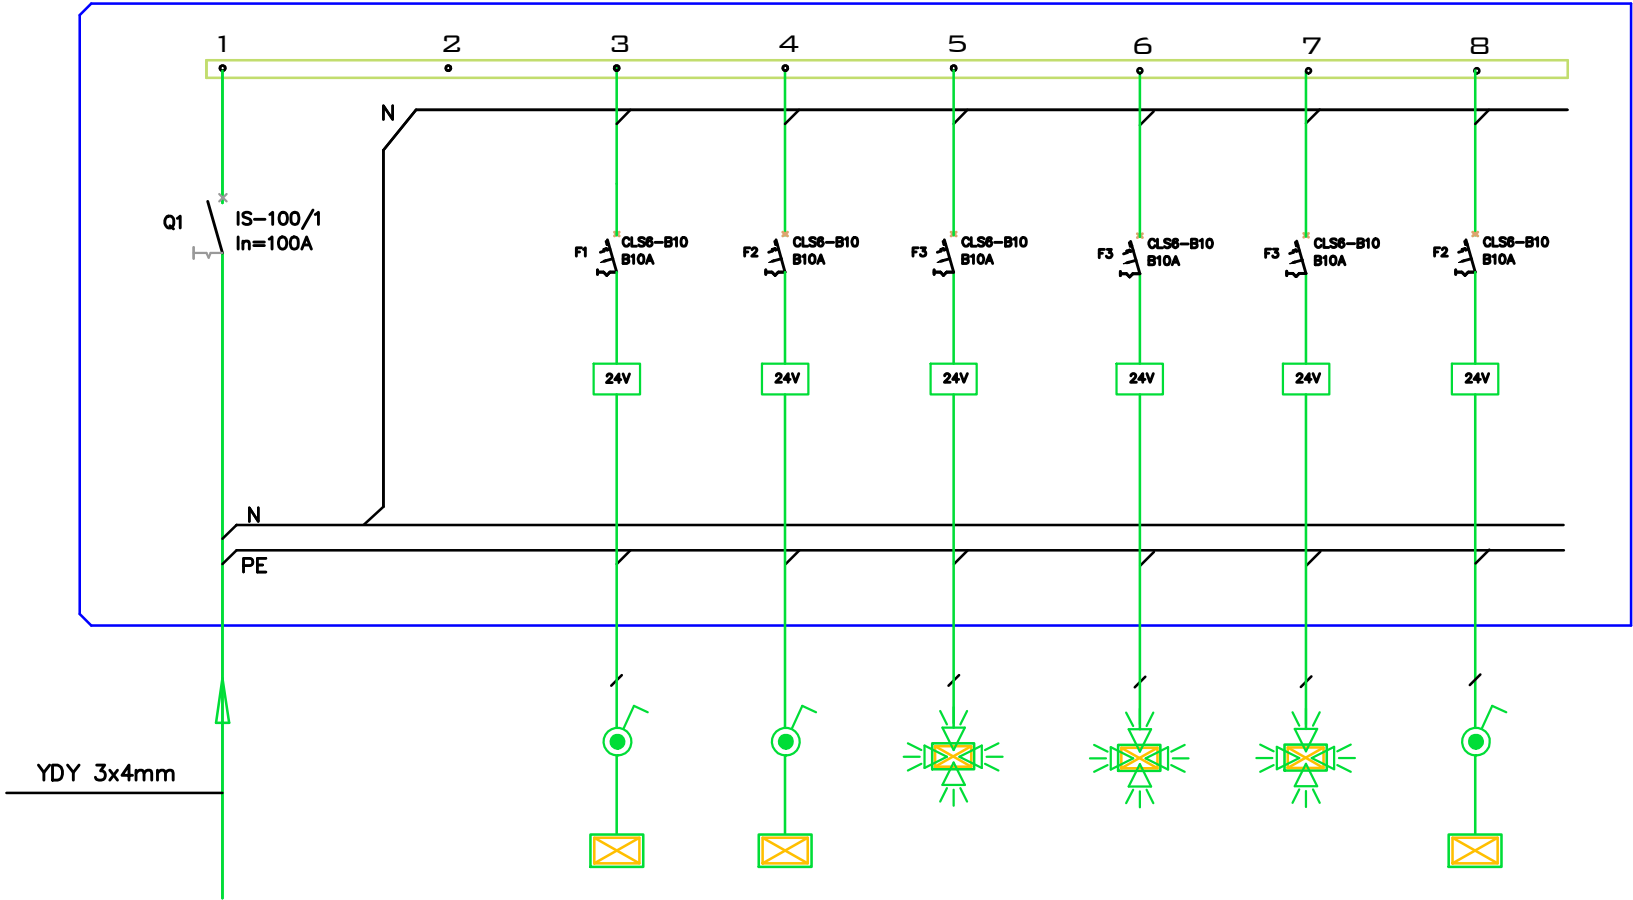 1 2 3 4 5 6 7 8
N
Q1
IS-100/1
In=100A
F1
CLS6-B10
B10A
F2
CLS6-B10
B10A
F3
CLS6-B10
B10A
F3
CLS6-B10
B10A
F3
CLS6-B10
B10A
F2
CLS6-B10
B10A
24V 24V 24V 24V 24V 24V
N
PE
YDY 3x4mm